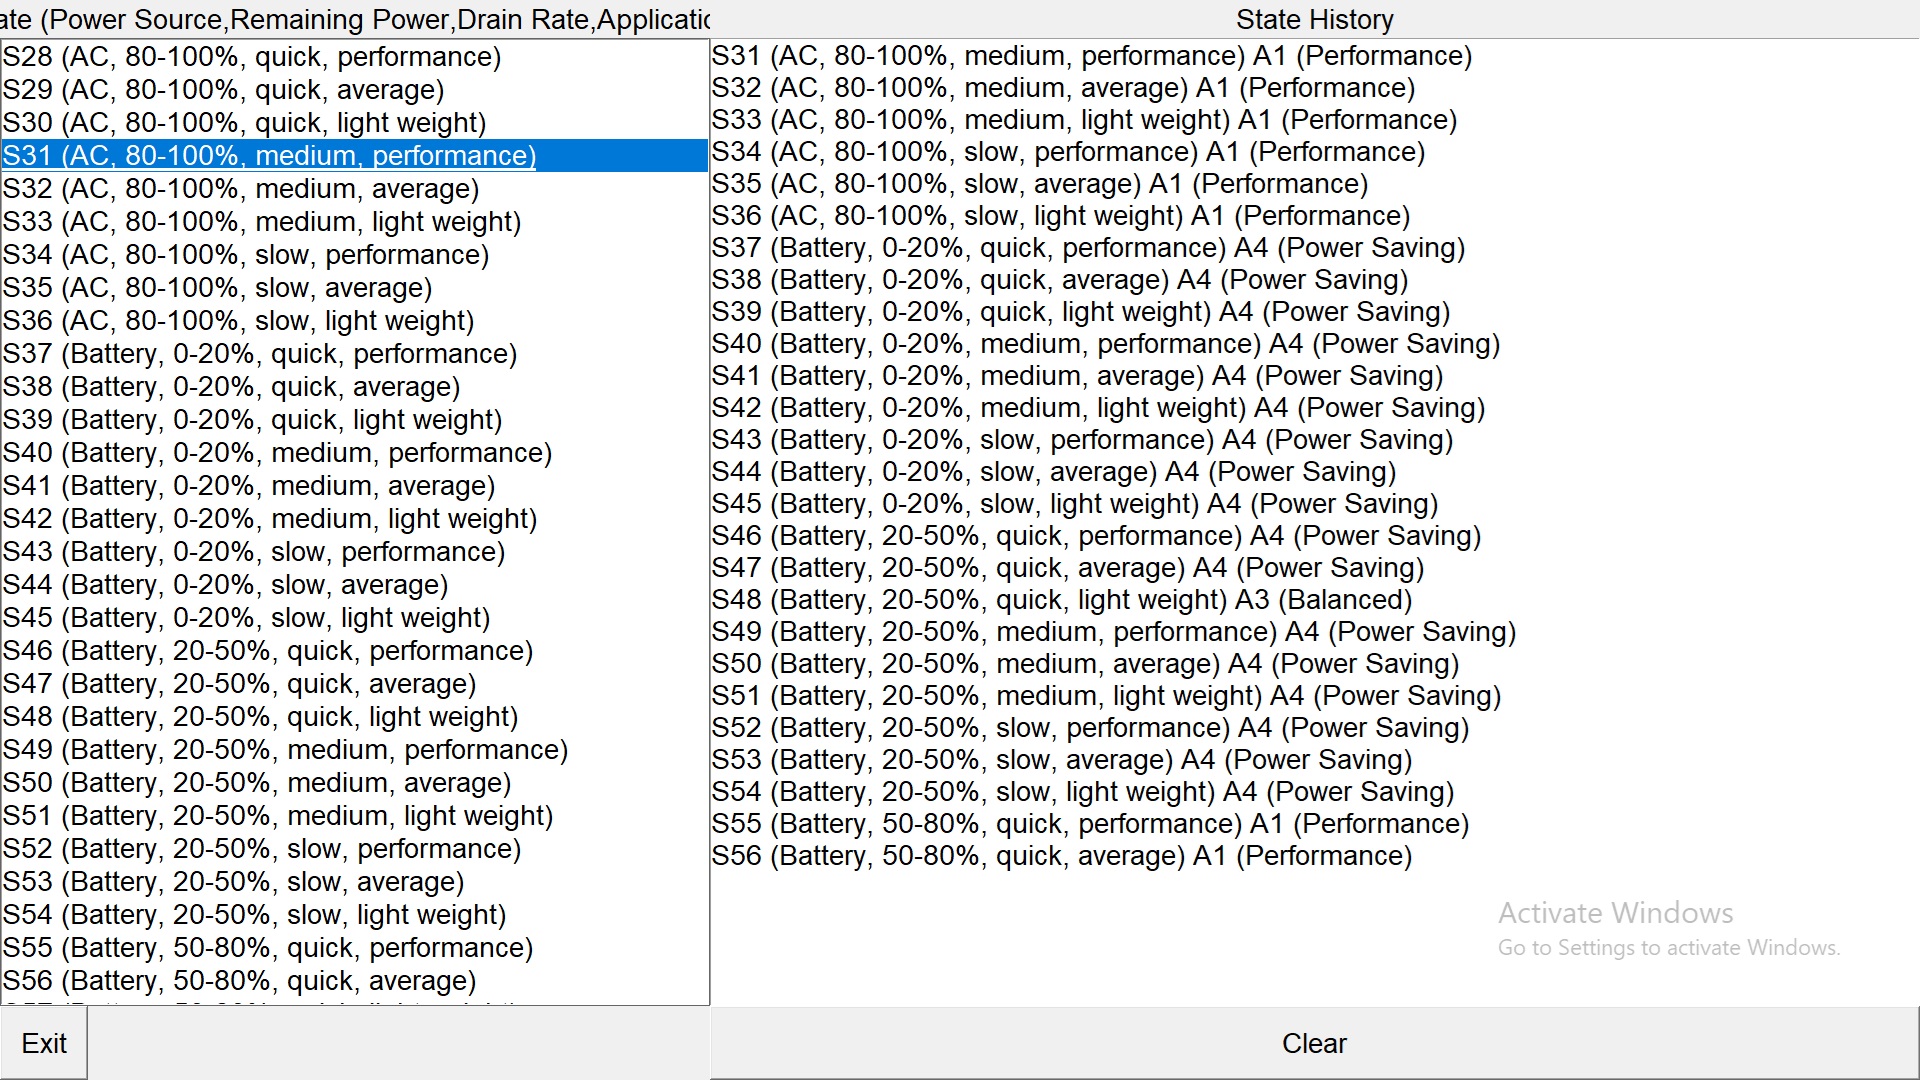 ate (Power Source,Remaining Power,Drain Rate,Applicatio
S28 (AC, 80-100%, quick, performance)
S29 (AC, 80-100%, quick, average)
S30 (AC, 80-100%, quick, light weight)
S31 (AC, 80-100%, medium, performance)
S32 (AC, 80-100%, medium, average)
S33 (AC, 80-100%, medium, light weight)
S34 (AC, 80-100%, slow, performance)
S35 (AC, 80-100%, slow, average)
S36 (AC, 80-100%, slow, light weight)
S37 (Battery, 0-20%, quick, performance)
S38 (Battery, 0-20%, quick, average)
S39 (Battery, 0-20%, quick, light weight)
S40 (Battery, 0-20%, medium, performance)
S41 (Battery, 0-20%, medium, average)
S42 (Battery, 0-20%, medium, light weight)
S43 (Battery, 0-20%, slow, performance)
S44 (Battery, 0-20%, slow, average)
S45 (Battery, 0-20%, slow, light weight)
S46 (Battery, 20-50%, quick, performance)
S47 (Battery, 20-50%, quick, average)
S48 (Battery, 20-50%, quick, light weight)
S49 (Battery, 20-50%, medium, performance)
S50 (Battery, 20-50%, medium, average)
S51 (Battery, 20-50%, medium, light weight)
S52 (Battery, 20-50%, slow, performance)
S53 (Battery, 20-50%, slow, average)
S54 (Battery, 20-50%, slow, light weight)
S55 (Battery, 50-80%, quick, performance)
S56 (Battery, 50-80%, quick, average)
Exit
State History
S31 (AC, 80-100%, medium, performance) A1 (Performance)
S32 (AC, 80-100%, medium, average) A1 (Performance)
S33 (AC, 80-100%, medium, light weight) A1 (Performance)
S34 (AC, 80-100%, slow, performance) A1 (Performance)
S35 (AC, 80-100%, slow, average) A1 (Performance)
S36 (AC, 80-100%, slow, light weight) A1 (Performance)
S37 (Battery, 0-20%, quick, performance) A4 (Power Saving)
S38 (Battery, 0-20%, quick, average) A4 (Power Saving)
S39 (Battery, 0-20%, quick, light weight) A4 (Power Saving)
S40 (Battery, 0-20%, medium, performance) A4 (Power Saving)
S41 (Battery, 0-20%, medium, average) A4 (Power Saving)
S42 (Battery, 0-20%, medium, light weight) A4 (Power Saving)
S43 (Battery, 0-20%, slow, performance) A4 (Power Saving)
S44 (Battery, 0-20%, slow, average) A4 (Power Saving)
S45 (Battery, 0-20%, slow, light weight) A4 (Power Saving)
S46 (Battery, 20-50%, quick, performance) A4 (Power Saving)
S47 (Battery, 20-50%, quick, average) A4 (Power Saving)
S48 (Battery, 20-50%, quick, light weight) A3 (Balanced)
S49 (Battery, 20-50%, medium, performance) A4 (Power Saving)
S50 (Battery, 20-50%, medium, average) A4 (Power Saving)
S51 (Battery, 20-50%, medium, light weight) A4 (Power Saving)
S52 (Battery, 20-50%, slow, performance) A4 (Power Saving)
S53 (Battery, 20-50%, slow, average) A4 (Power Saving)
S54 (Battery, 20-50%, slow, light weight) A4 (Power Saving)
S55 (Battery, 50-80%, quick, performance) A1 (Performance)
S56 (Battery, 50-80%, quick, average) A1 (Performance)
Activate Windows
Go to Settings to activate Windows.
Clear